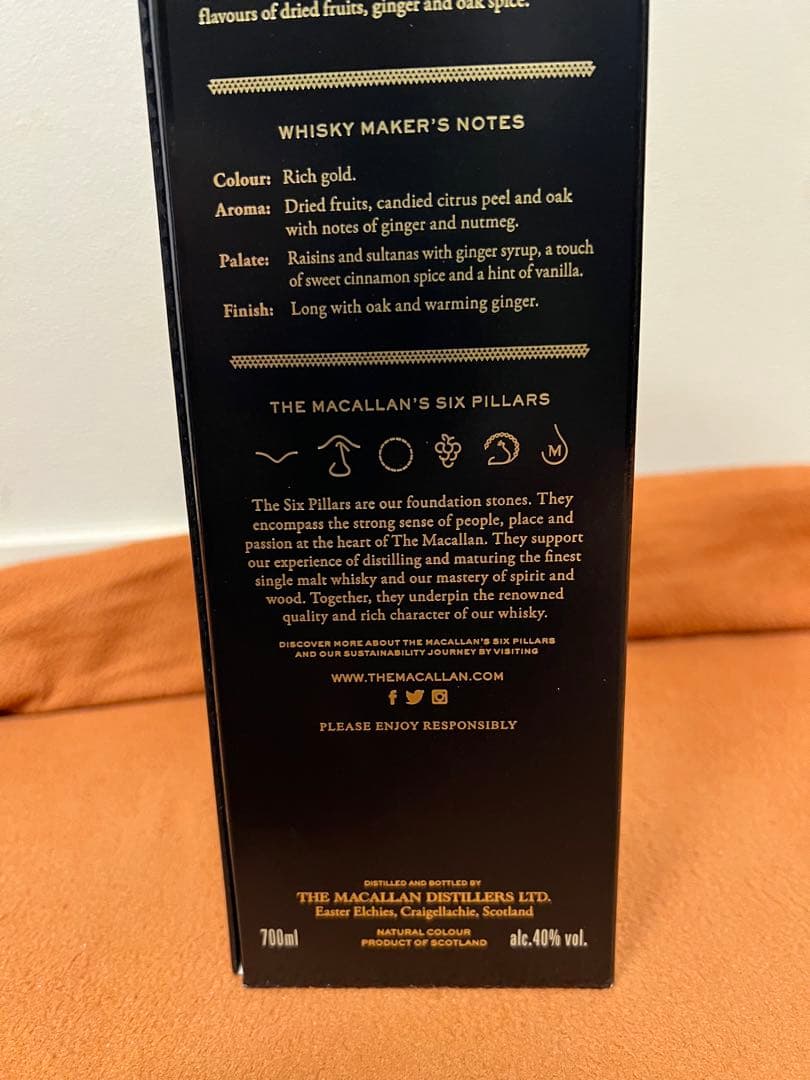 flavours of dried fruits, ginger and oak spice.
WHISKY MAKER'S NOTES
Colour: Rich gold.
Aroma: Dried fruits, candied citrus peel and oak
with notes of ginger and nutmeg.
Palate: Raisins and sultanas with ginger syrup, a touch
of sweet cinnamon spice and a hint of vanilla.
Finish: Long with oak and warming ginger.
THE MACALLAN'S SIX PILLARS
M
The Six Pillars are our foundation stones. They
encompass the strong sense of people, place and
passion at the heart of The Macallan. They support
our experience of distilling and maturing the finest
single malt whisky and our mastery of spirit and
wood. Together, they underpin the renowned
quality and rich character of our whisky.
DISCOVER MORE ABOUT THE MACALLAN'S SIX PILLARS
AND OUR SUSTAINABILITY JOURNEY BY VISITING
WWW.THEMACALLAN.COM
PLEASE ENJOY RESPONSIBLY
DISTILLED AND BOTTLED BY
THE MACALLAN DISTILLERS LTD.
Easter Elchies, Craigellachie, Scotland
700ml
NATURAL COLOUR
PRODUCT OF SCOTLAND
alc.40% vol.